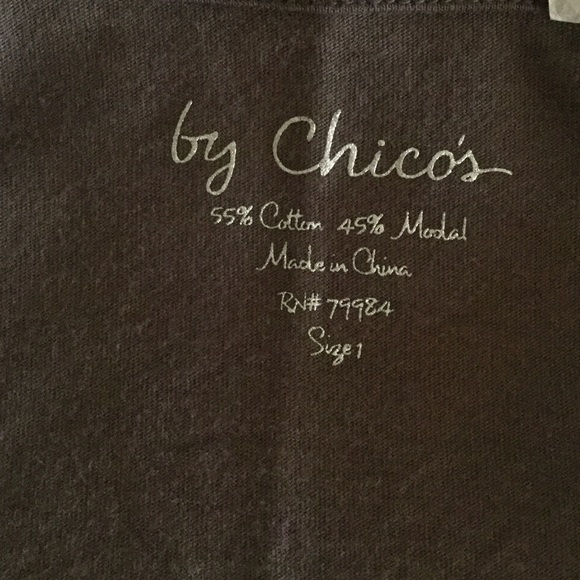 by Chico's
55% Cotton 45% Modal
Made in China
RN# 79984
Size 1